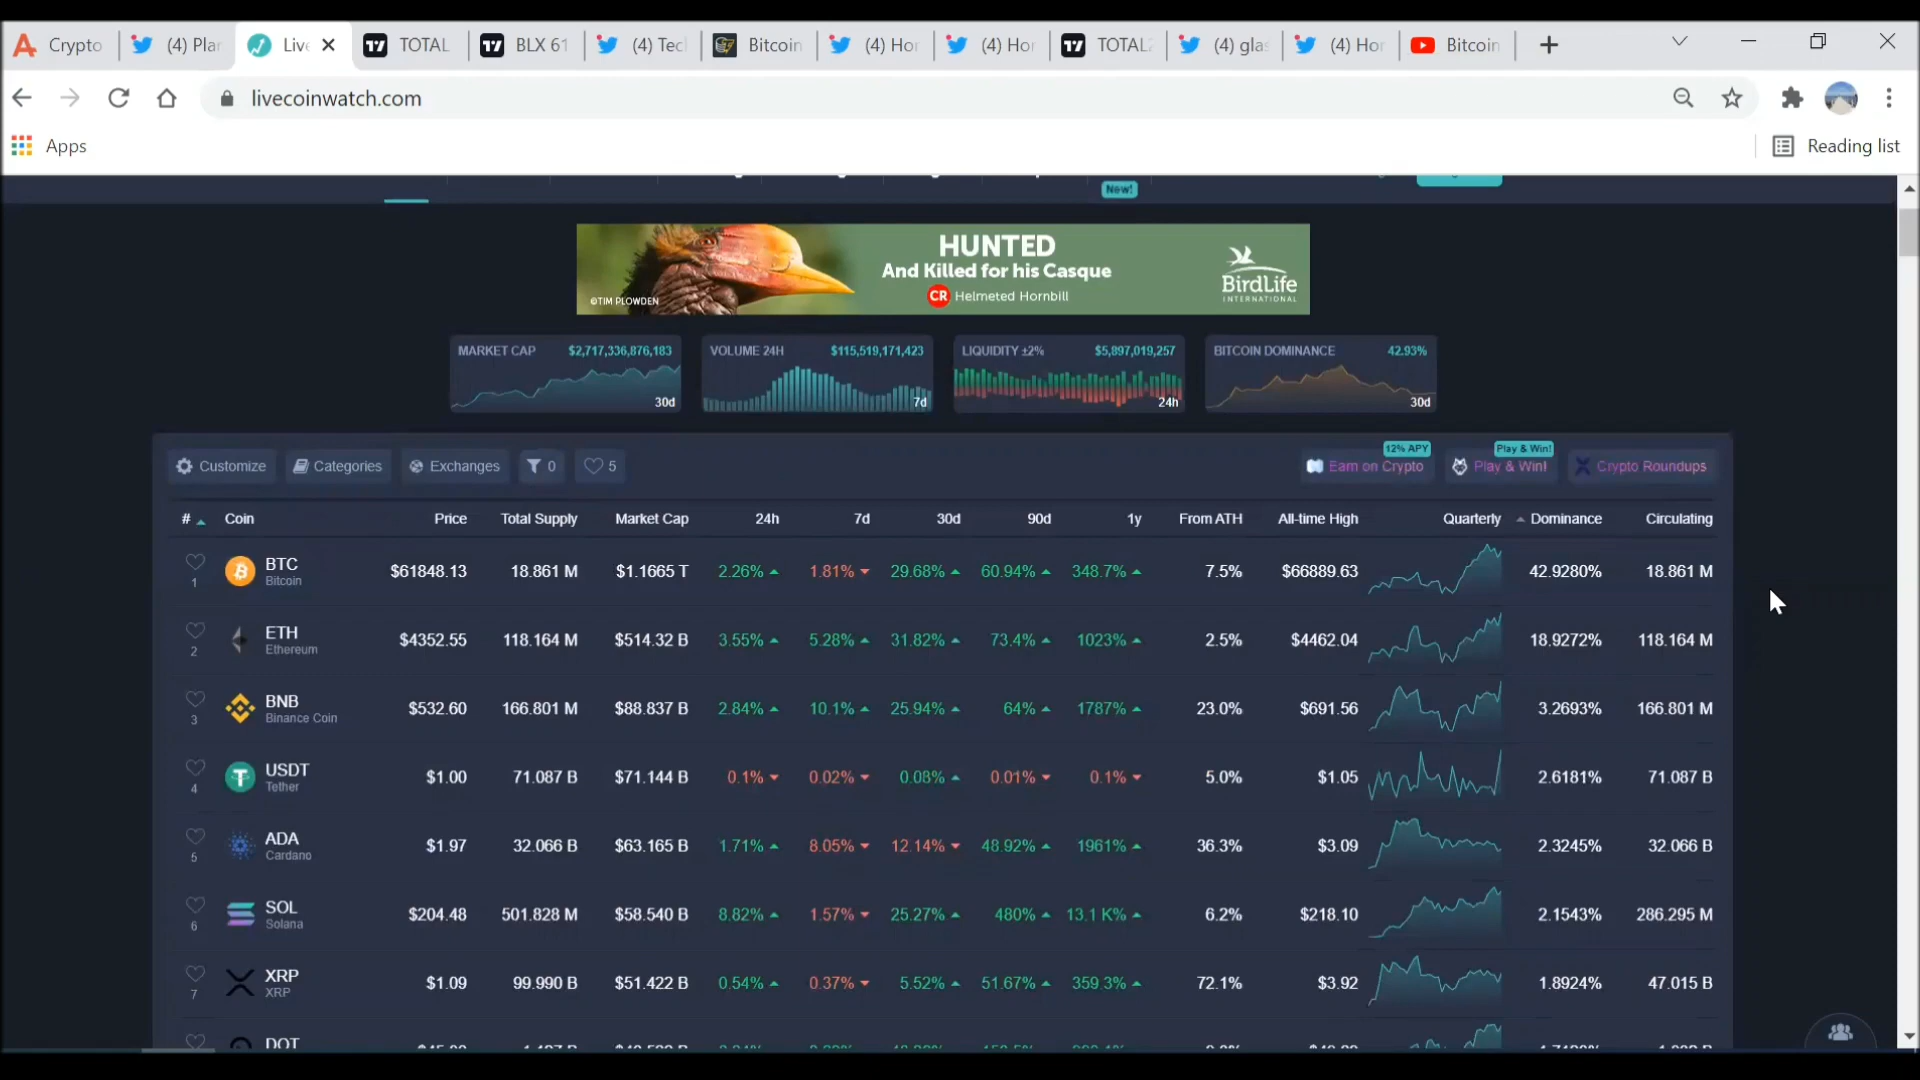 Crypto (4) Plar Live TOTAL BLX 61 (4) Tecl Bitcoin (4) Hor (4) Hor TOTAL2 (4) glas (4) Hor Bitcoin
livecoinwatch.com
Apps Reading list
New!
HUNTED
And Killed for his Casque
CR Helmeted Hornbill
©TIM PLOWDEN
BirdLife
INTERNATIONAL
MARKET CAP $2,717,336,876,183
30d
VOLUME 24H $115,519,171,423
7d
LIQUIDITY ±2% $5,897,019,257
24h
BITCOIN DOMINANCE 42.93%
30d
12% APY Play & Win!
Customize Categories Exchanges 0 5 Earn on Crypto Play & Win! Crypto Roundups
# Coin Price Total Supply Market Cap 24h 7d 30d 90d 1y From ATH All-time High Quarterly Dominance Circulating
1 BTC Bitcoin $61848.13 18.861 M $1.1665 T 2.26% 1.81% 29.68% 60.94% 348.7% 7.5% $66889.63 42.9280% 18.861 M
2 ETH Ethereum $4352.55 118.164 M $514.32 B 3.55% 5.28% 31.82% 73.4% 1023% 2.5% $4462.04 18.9272% 118.164 M
3 BNB Binance Coin $532.60 166.801 M $88.837 B 2.84% 10.1% 25.94% 64% 1787% 23.0% $691.56 3.2693% 166.801 M
4 USDT Tether $1.00 71.087 B $71.144 B 0.1% 0.02% 0.08% 0.01% 0.1% 5.0% $1.05 2.6181% 71.087 B
5 ADA Cardano $1.97 32.066 B $63.165 B 1.71% 8.05% 12.14% 48.92% 1961% 36.3% $3.09 2.3245% 32.066 B
6 SOL Solana $204.48 501.828 M $58.540 B 8.82% 1.57% 25.27% 480% 13.1 K% 6.2% $218.10 2.1543% 286.295 M
7 XRP XRP $1.09 99.990 B $51.422 B 0.54% 0.37% 5.52% 51.67% 359.3% 72.1% $3.92 1.8924% 47.015 B
DOT